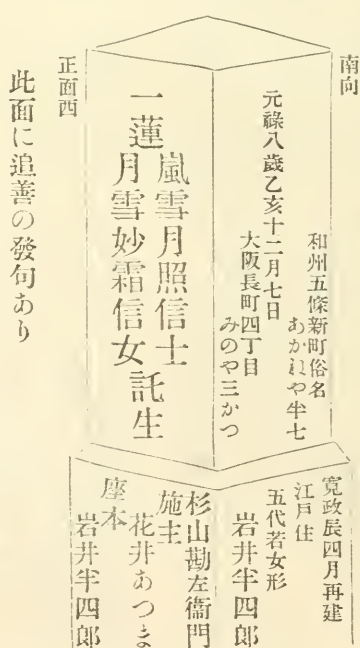 南向
和州五條新町俗名
あかねや半七
元祿八歲乙亥十二月七日
大阪長町四丁目
みのや三かつ
嵐雪月照信士
一蓮 託生
月雪妙霜信女
正面西
此面に追善の發句あり
寬政辰四月再建
江戶住
五代若女形
岩井半四郎
杉山勘左衞門
施主
花井あつま
座本
岩井半四郎